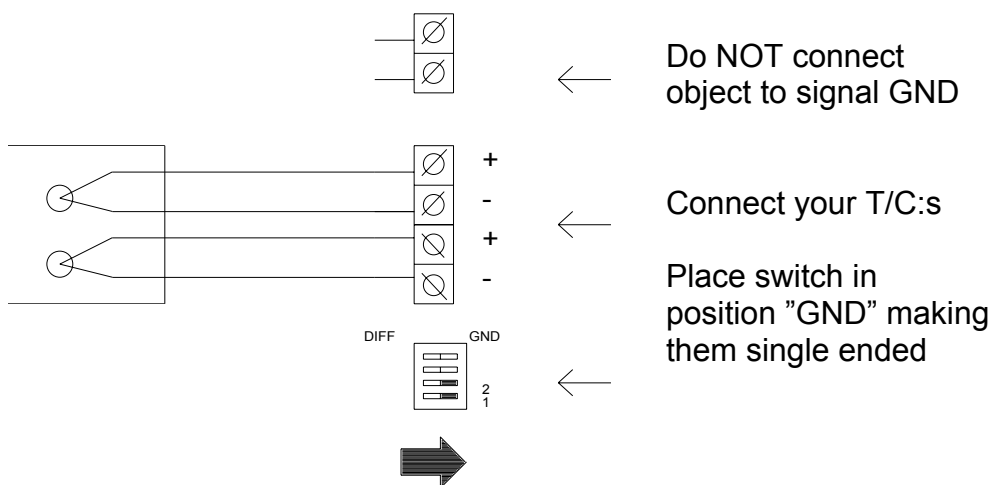 Do NOT connect
object to signal GND
+
-
+
-
Connect your T/C:s
Place switch in
position ”GND” making
them single ended
DIFF GND
2
1